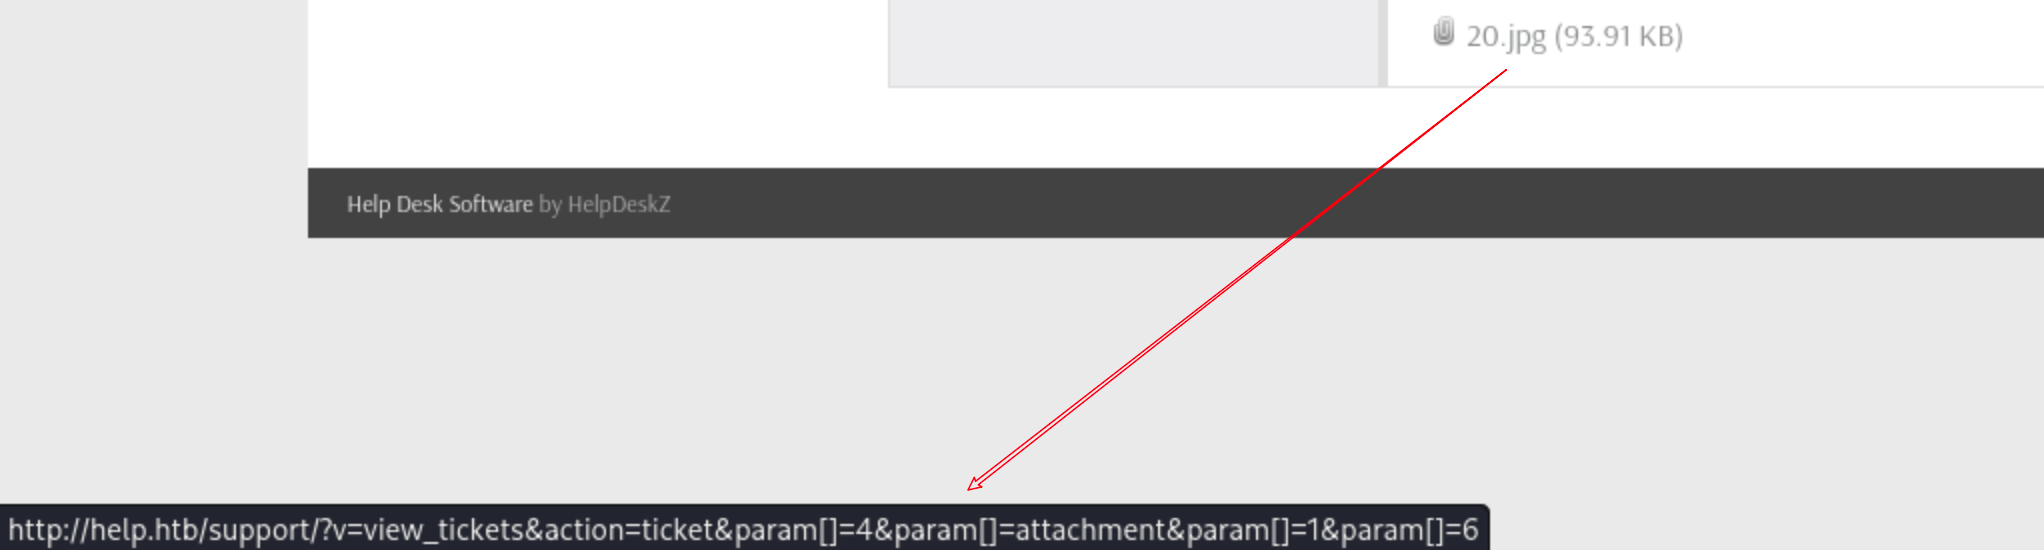 20.jpg (93.91 KB)
Help Desk Software by HelpDeskZ
http://help.htb/support/?v=view_tickets&action=ticket&param[]=4&param[]=attachment&param[]=1&param[]=6